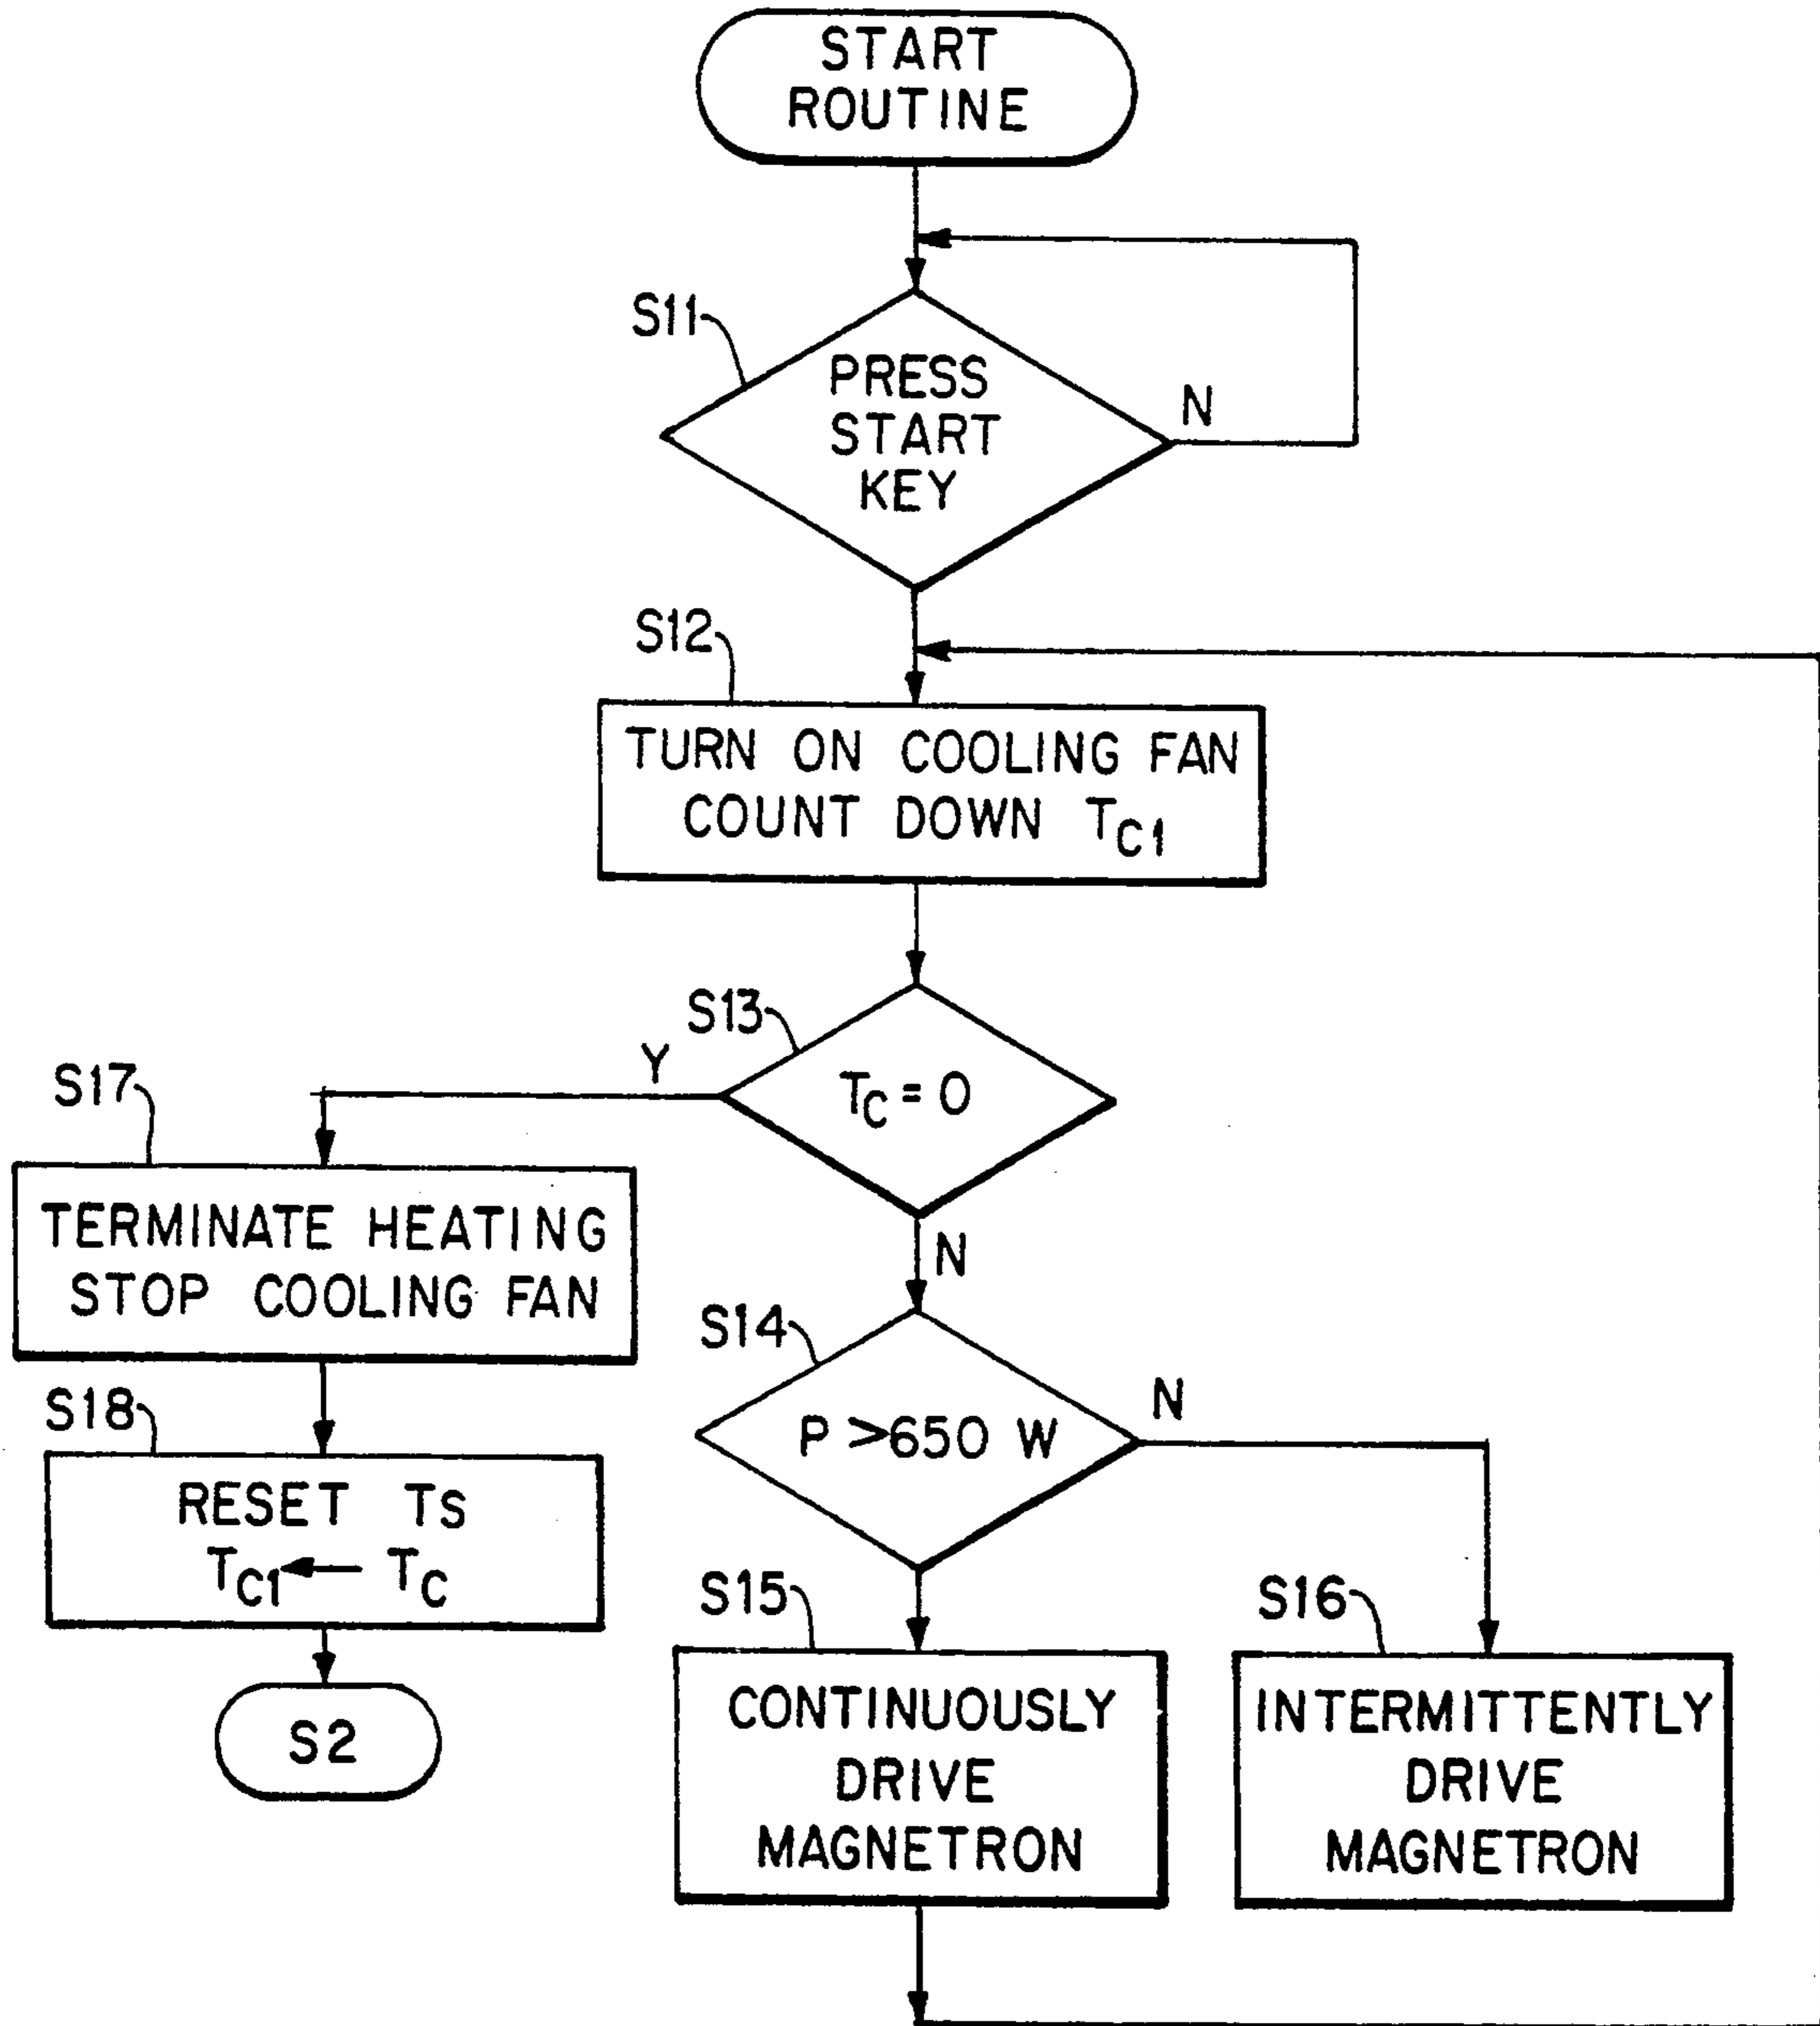 START
ROUTINE
S11
PRESS
START
KEY
N
S12
TURN ON COOLING FAN
COUNT DOWN TC1
S13
Y
TC = 0
N
S17
TERMINATE HEATING
STOP COOLING FAN
S14
P >650 W
N
S18
RESET TS
TC1 ← TC
S2
S15
CONTINUOUSLY
DRIVE
MAGNETRON
S16
INTERMITTENTLY
DRIVE
MAGNETRON